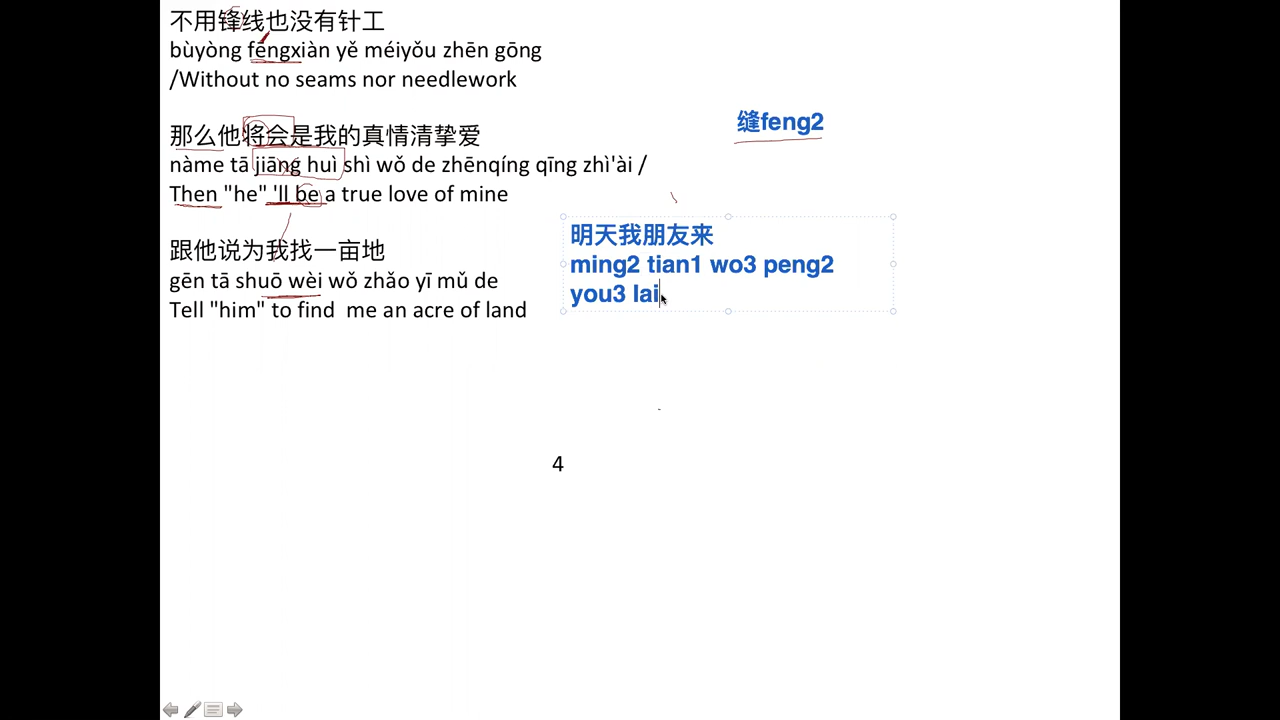 不用锋线也没有针工
bùyòng fēngxiàn yě méiyǒu zhēn gōng
/Without no seams nor needlework
缝feng2
那么他将会是我的真情清挚爱
nàme tā jiāng huì shì wǒ de zhēnqíng qīng zhì'ài /
Then "he" 'll be a true love of mine
明天我朋友来
ming2 tian1 wo3 peng2
you3 lai
跟他说为我找一亩地
gēn tā shuō wèi wǒ zhǎo yī mǔ de
Tell "him" to find  me an acre of land
4